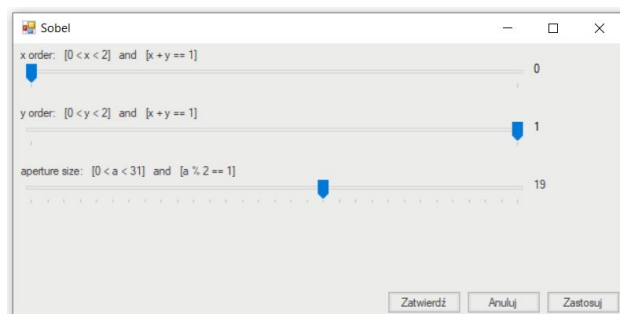 Sobel
x order: [0 < x < 2] and [x + y == 1]
0
y order: [0 < y < 2] and [x + y == 1]
1
aperture size: [0 < a < 31] and [a % 2 == 1]
19
Zatwierdź Anuluj Zastosuj